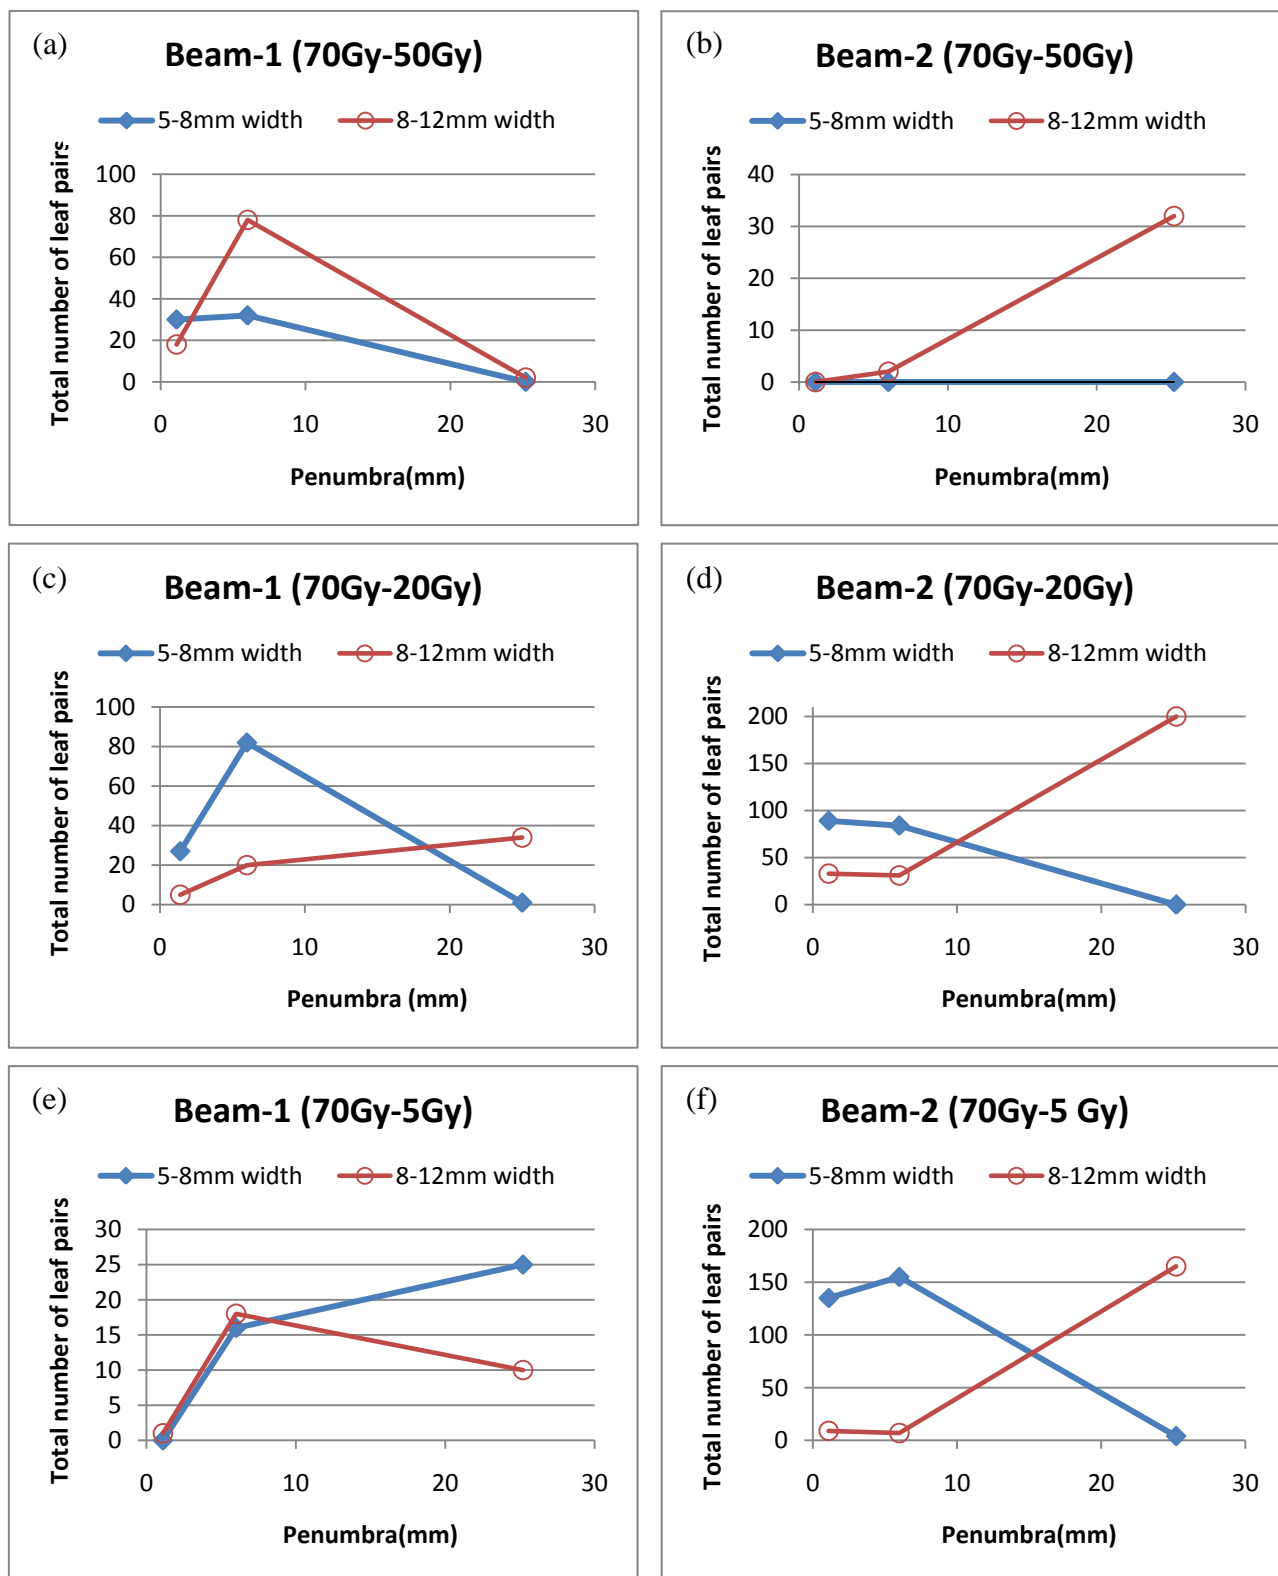 (a)
Beam-1 (70Gy-50Gy)
5-8mm width 8-12mm width
Total number of leaf pairs
100
80
60
40
20
0
0 10 20 30
Penumbra(mm)
(b)
Beam-2 (70Gy-50Gy)
5-8mm width 8-12mm width
Total number of leaf pairs
40
30
20
10
0
0 10 20 30
Penumbra(mm)
(c)
Beam-1 (70Gy-20Gy)
5-8mm width 8-12mm width
Total number of leaf pairs
100
80
60
40
20
0
0 10 20 30
Penumbra (mm)
(d)
Beam-2 (70Gy-20Gy)
5-8mm width 8-12mm width
Total number of leaf pairs
200
150
100
50
0
0 10 20 30
Penumbra(mm)
(e)
Beam-1 (70Gy-5Gy)
5-8mm width 8-12mm width
Total number of leaf pairs
30
25
20
15
10
5
0
0 10 20 30
Penumbra(mm)
(f)
Beam-2 (70Gy-5 Gy)
5-8mm width 8-12mm width
Total number of leaf pairs
200
150
100
50
0
0 10 20 30
Penumbra(mm)